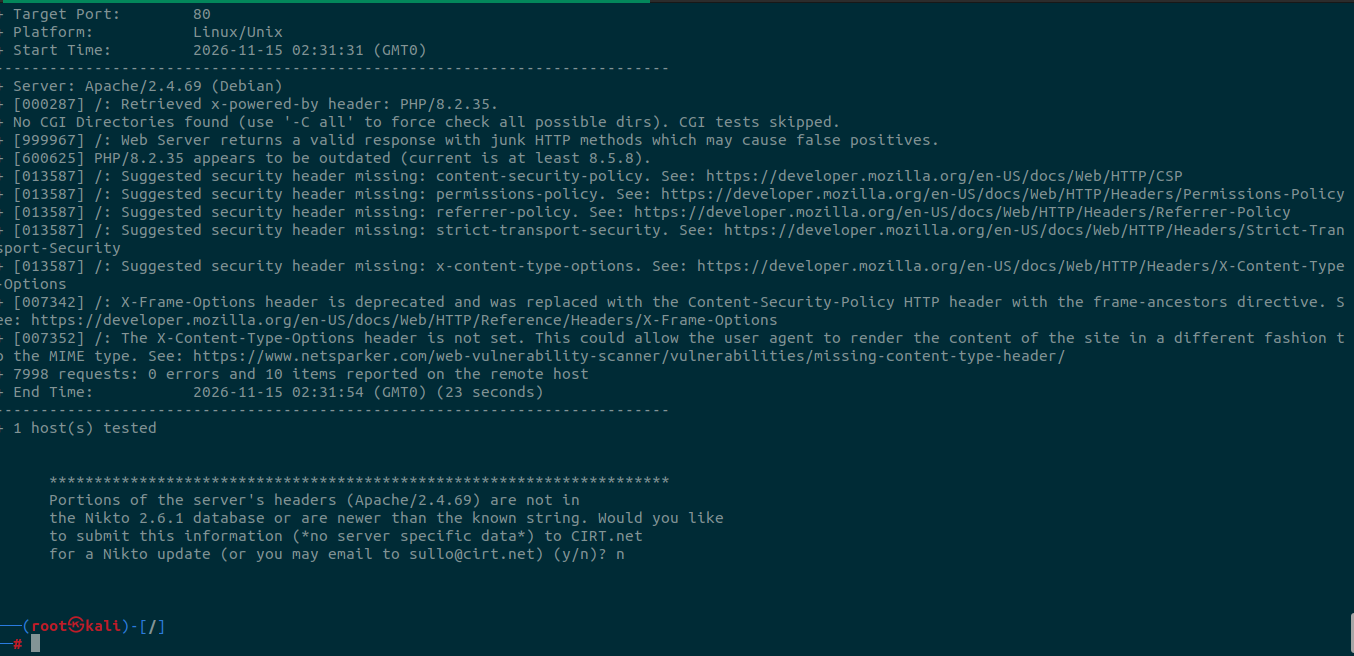 + Target Port:        80
+ Platform:           Linux/Unix
+ Start Time:         2026-11-15 02:31:31 (GMT0)
---------------------------------------------------------------------------
+ Server: Apache/2.4.69 (Debian)
+ [000287] /: Retrieved x-powered-by header: PHP/8.2.35.
+ No CGI Directories found (use '-C all' to force check all possible dirs). CGI tests skipped.
+ [999967] /: Web Server returns a valid response with junk HTTP methods which may cause false positives.
+ [600625] PHP/8.2.35 appears to be outdated (current is at least 8.5.8).
+ [013587] /: Suggested security header missing: content-security-policy. See: https://developer.mozilla.org/en-US/docs/Web/HTTP/CSP
+ [013587] /: Suggested security header missing: permissions-policy. See: https://developer.mozilla.org/en-US/docs/Web/HTTP/Headers/Permissions-Policy
+ [013587] /: Suggested security header missing: referrer-policy. See: https://developer.mozilla.org/en-US/docs/Web/HTTP/Headers/Referrer-Policy
+ [013587] /: Suggested security header missing: strict-transport-security. See: https://developer.mozilla.org/en-US/docs/Web/HTTP/Headers/Strict-Tran
sport-Security
+ [013587] /: Suggested security header missing: x-content-type-options. See: https://developer.mozilla.org/en-US/docs/Web/HTTP/Headers/X-Content-Type
-Options
+ [007342] /: X-Frame-Options header is deprecated and was replaced with the Content-Security-Policy HTTP header with the frame-ancestors directive. S
ee: https://developer.mozilla.org/en-US/docs/Web/HTTP/Reference/Headers/X-Frame-Options
+ [007352] /: The X-Content-Type-Options header is not set. This could allow the user agent to render the content of the site in a different fashion t
o the MIME type. See: https://www.netsparker.com/web-vulnerability-scanner/vulnerabilities/missing-content-type-header/
+ 7998 requests: 0 errors and 10 items reported on the remote host
+ End Time:           2026-11-15 02:31:54 (GMT0) (23 seconds)
---------------------------------------------------------------------------
+ 1 host(s) tested
*********************************************************************
Portions of the server's headers (Apache/2.4.69) are not in
the Nikto 2.6.1 database or are newer than the known string. Would you like
to submit this information (*no server specific data*) to CIRT.net
for a Nikto update (or you may email to sullo@cirt.net) (y/n)? n
──(root㉿kali)-[/]
─#